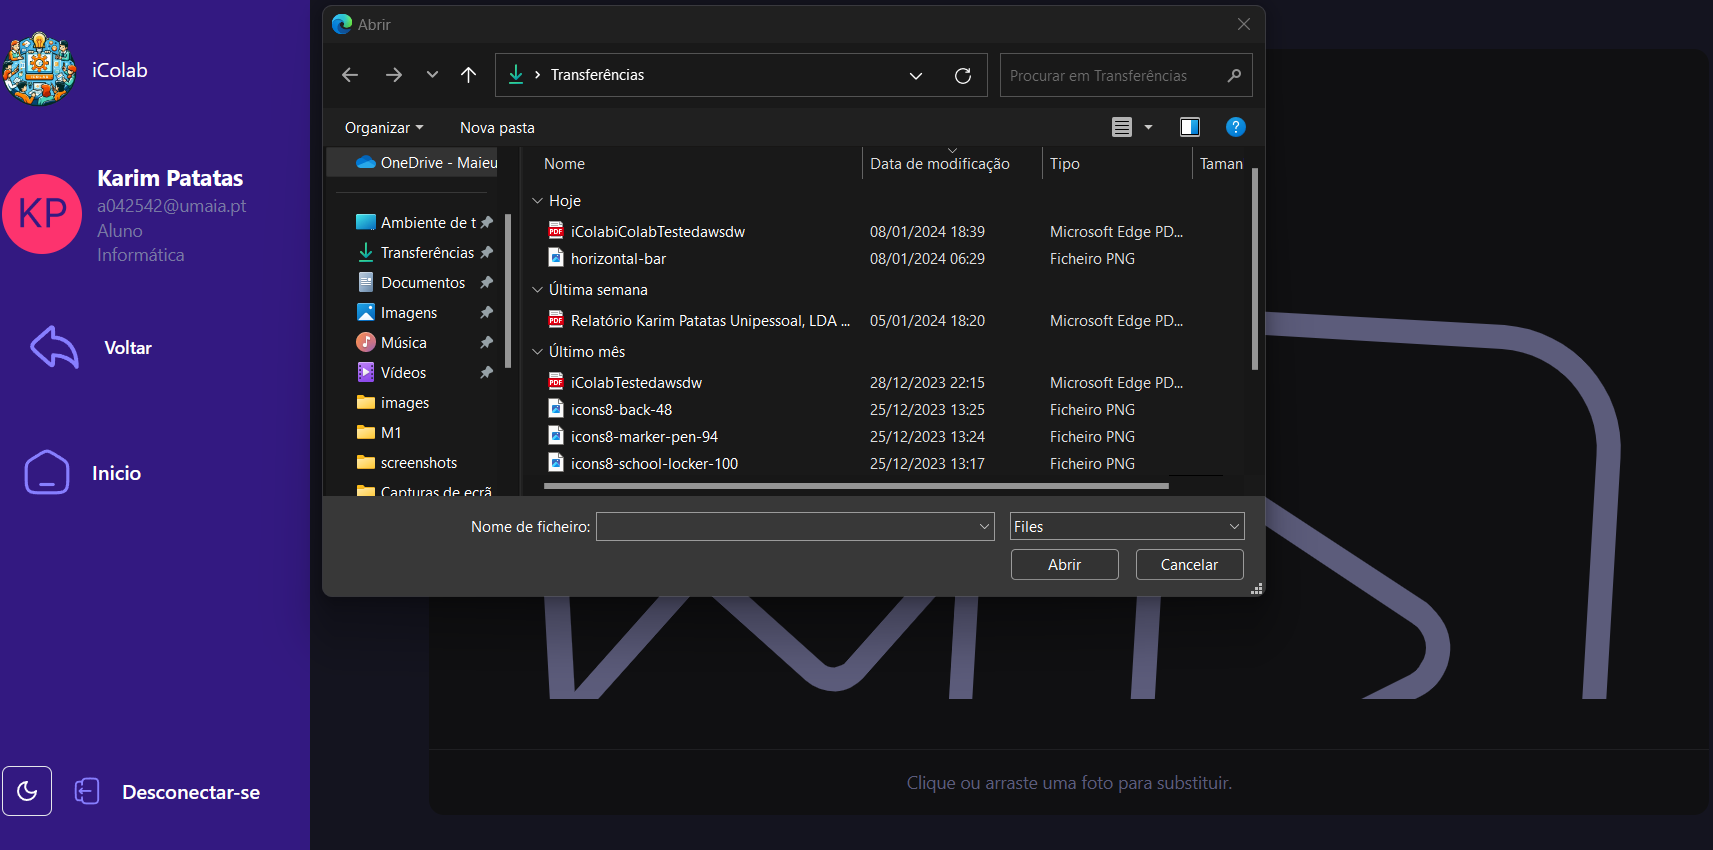 iColab
Karim Patatas
KP
a042542@umaia.pt
Aluno
Informática
Voltar
Inicio
Desconectar-se
Abrir
Transferências
Procurar em Transferências
Organizar
Nova pasta
?
OneDrive - Maieu
Ambiente de t
Transferências
Documentos
Imagens
Música
Vídeos
images
M1
screenshots
Capturas de ecrã
Nome Data de modificação Tipo Taman
Hoje
PDF iColabiColabTestedawsdw 08/01/2024 18:39 Microsoft Edge PD...
horizontal-bar 08/01/2024 06:29 Ficheiro PNG
Última semana
PDF Relatório Karim Patatas Unipessoal, LDA ... 05/01/2024 18:20 Microsoft Edge PD...
Último mês
PDF iColabTestedawsdw 28/12/2023 22:15 Microsoft Edge PD...
icons8-back-48 25/12/2023 13:25 Ficheiro PNG
icons8-marker-pen-94 25/12/2023 13:24 Ficheiro PNG
icons8-school-locker-100 25/12/2023 13:17 Ficheiro PNG
Nome de ficheiro: Files
Abrir Cancelar
Clique ou arraste uma foto para substituir.